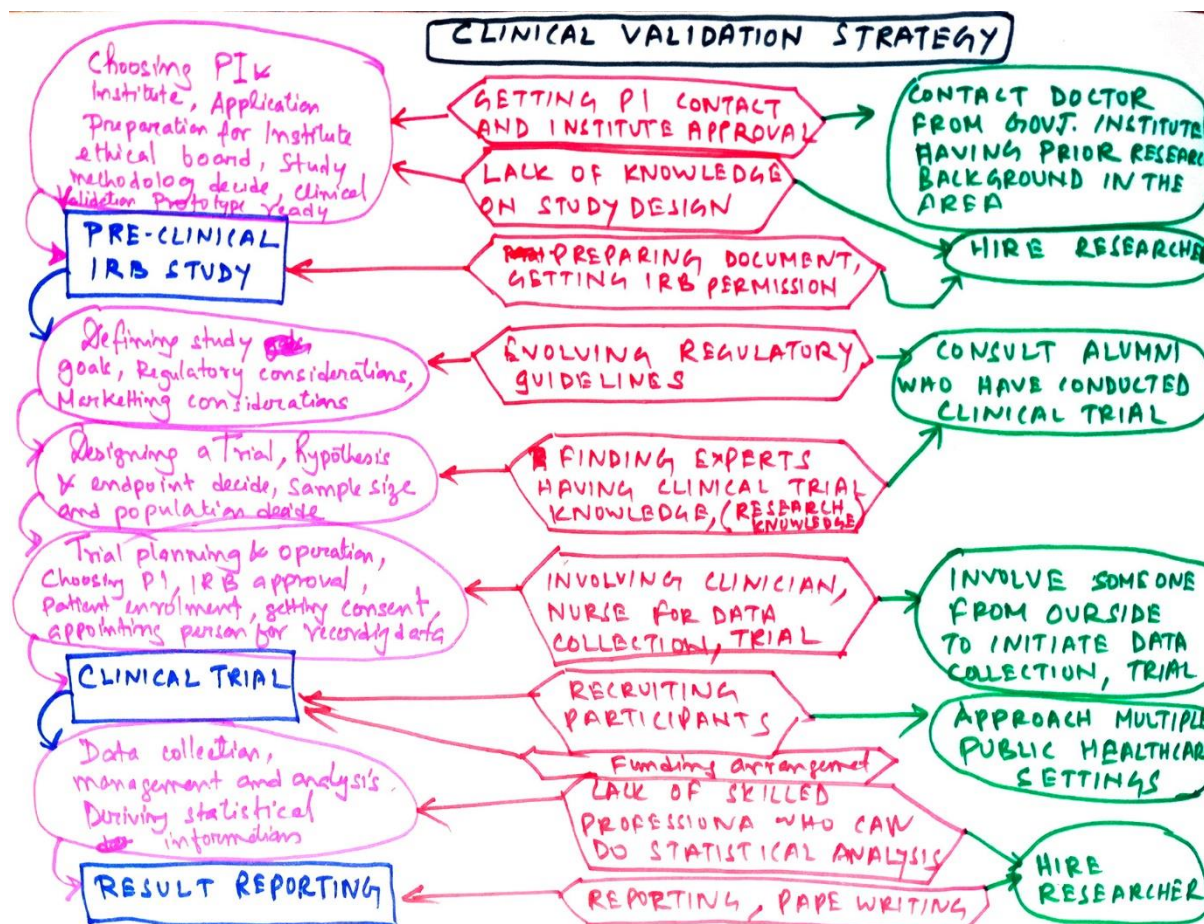 CLINICAL VALIDATION STRATEGY
Choosing PI &
Institute, Application
Preparation for Institute
ethical board, Study
methodolog decide, clinical
Validation Prototype ready
PRE-CLINICAL
IRB STUDY
Defining study
goals, Regulatory considerations,
Marketting considerations
Designing a Trial, Hypothesis
& endpoint decide, Sample size
and population decide
Trial planning & operation,
Choosing PI, IRB approval,
Patient enrolment, getting consent,
appointing person for recordig data
CLINICAL TRIAL
Data collection,
management and analysis.
Deriving statistical
informations
RESULT REPORTING
GETTING PI CONTACT
AND INSTITUTE APPROVAL
LACK OF KNOWLEDGE
ON STUDY DESIGN
PREPARING DOCUMENT,
GETTING IRB PERMISSION
EVOLVING REGULATORY
GUIDELINES
FINDING EXPERTS
HAVING CLINICAL TRIAL
KNOWLEDGE, (RESEARCH
KNOWLEDGE)
INVOLVING CLINICIAN,
NURSE FOR DATA
COLLECTION, TRIAL
RECRUITING
PARTICIPANTS
Funding arrangemet
LACK OF SKILLED
PROFESSIONA WHO CAN
DO STATISTICAL ANALYSIS
REPORTING, PAPE WRITING
CONTACT DOCTOR
FROM GOVT. INSTITUTE
HAVING PRIOR RESEARC
BACKGROUND IN THE
AREA
HIRE RESEARCHE
CONSULT ALUMNI
WHO HAVE CONDUCTED
CLINICAL TRIAL
INVOLVE SOMEONE
FROM OURSIDE
TO INITIATE DATA
COLLECTION, TRIAL
APPROACH MULTIPLE
PUBLIC HEALTHCAR
SETTINGS
HIRE
RESEARCHER